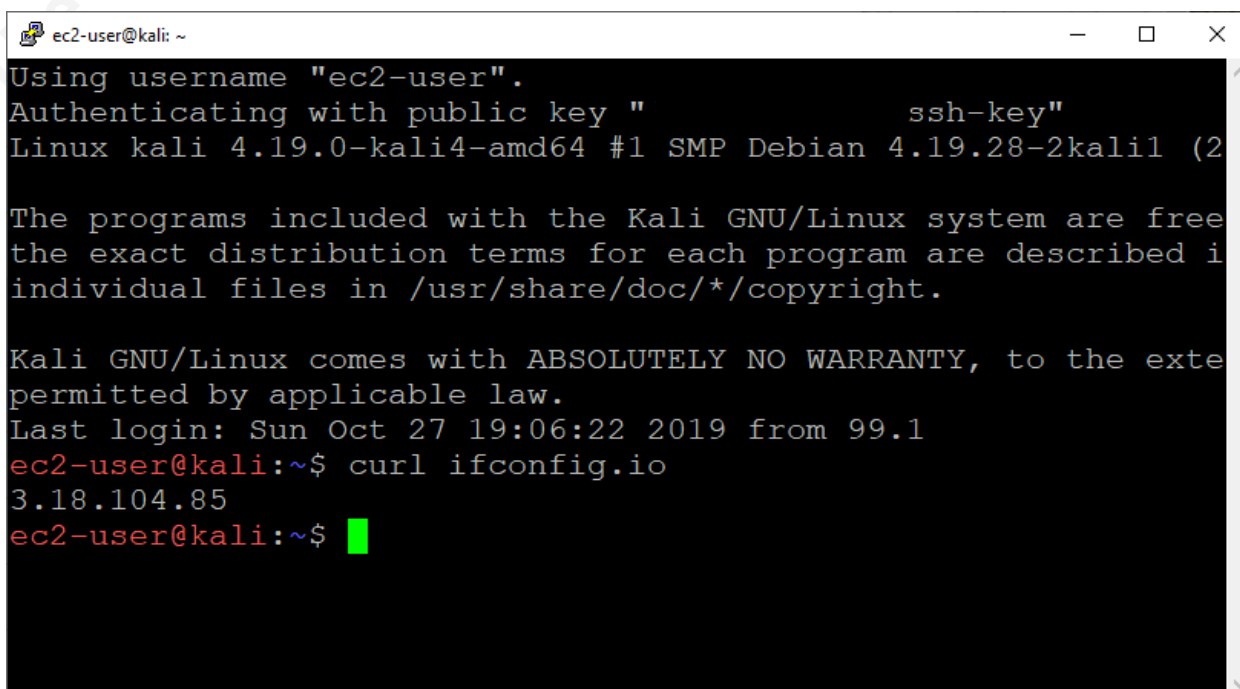 ec2-user@kali: ~
Using username "ec2-user".
Authenticating with public key " ssh-key"
Linux kali 4.19.0-kali4-amd64 #1 SMP Debian 4.19.28-2kali1 (2
The programs included with the Kali GNU/Linux system are free
the exact distribution terms for each program are described i
individual files in /usr/share/doc/*/copyright.
Kali GNU/Linux comes with ABSOLUTELY NO WARRANTY, to the exte
permitted by applicable law.
Last login: Sun Oct 27 19:06:22 2019 from 99.1
ec2-user@kali:~$ curl ifconfig.io
3.18.104.85
ec2-user@kali:~$